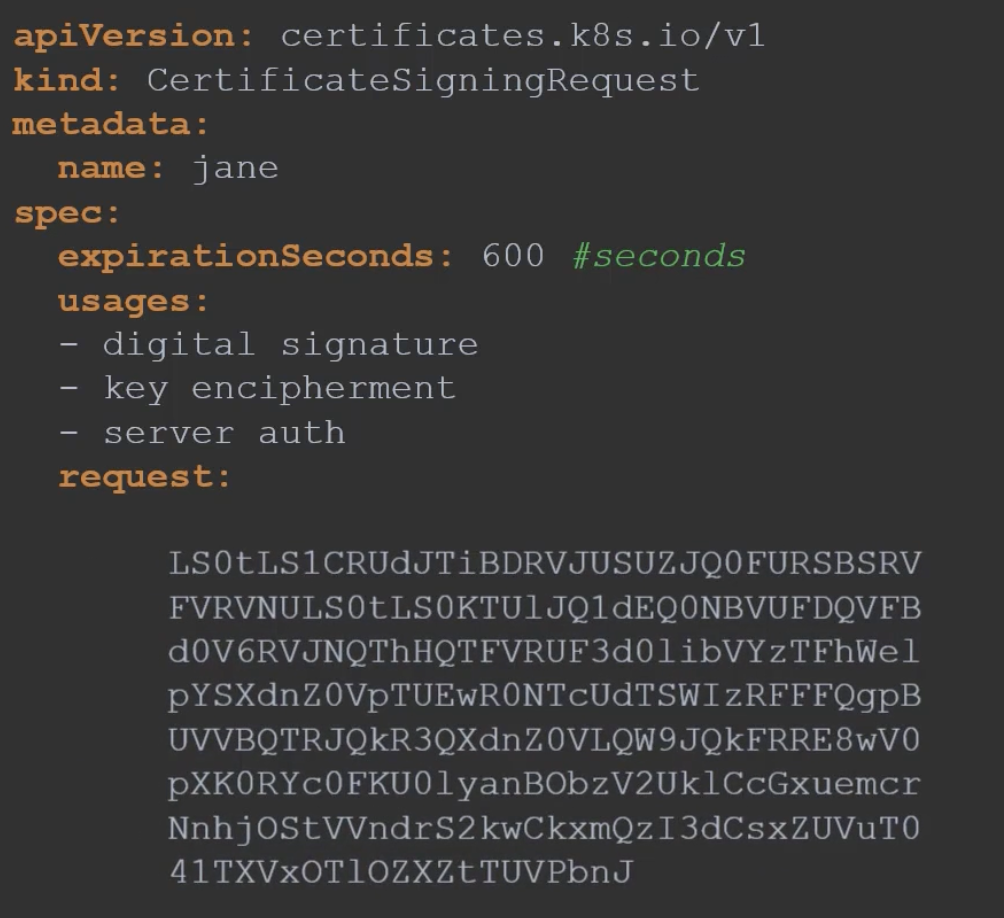 apiVersion: certificates.k8s.io/v1
kind: CertificateSigningRequest
metadata:
  name: jane
spec:
  expirationSeconds: 600 #seconds
  usages:
  - digital signature
  - key encipherment
  - server auth
  request:
LS0tLS1CRUdJTiBDRVJUSUZJQ0FURSBSRV
FVRVNULS0tLS0KTUlJQ1dEQ0NBVUFDQVFB
d0V6RVJNQThHQTFVRUF3d0libVYzTFhWel
pYSXdnZ0VpTUEwR0NTcUdTSWIzRFFFQgpB
UVVBQTRJQkR3QXdnZ0VLQW9JQkFRRE8wV0
pXK0RYc0FKU0lyanBObzV2UklCcGxuemcr
NnhjOStVVndrS2kwCkxmQzI3dCsxZUVuT0
41TXVxOTlOZXZtTUVPbnJ